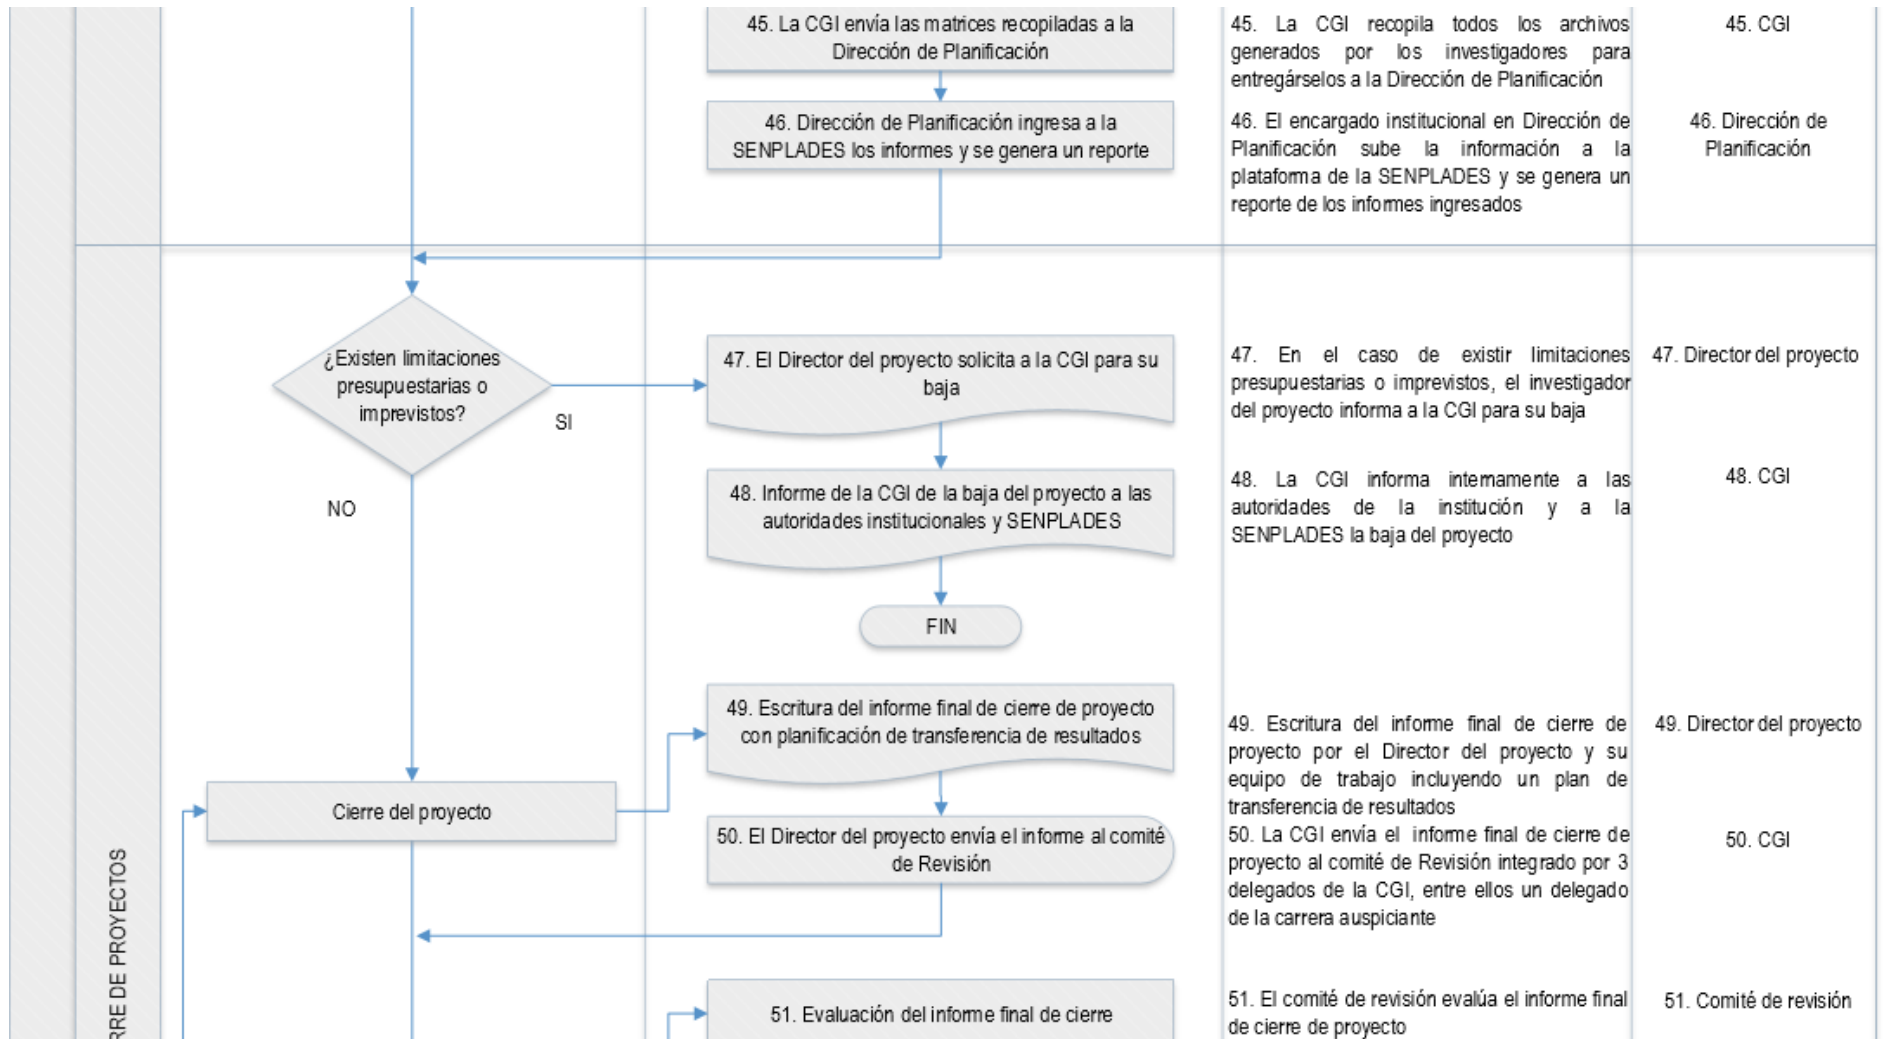 45. La CGI envía las matrices recopiladas a la
Dirección de Planificación
45. La CGI recopila todos los archivos
generados por los investigadores para
entregárselos a la Dirección de Planificación
45. CGI
46. Dirección de Planificación ingresa a la
SENPLADES los informes y se genera un reporte
46. El encargado institucional en Dirección de
Planificación sube la información a la
plataforma de la SENPLADES y se genera un
reporte de los informes ingresados
46. Dirección de
Planificación
¿Existen limitaciones
presupuestarias o
imprevistos?
SI
NO
47. El Director del proyecto solicita a la CGI para su
baja
47. En el caso de existir limitaciones
presupuestarias o imprevistos, el investigador
del proyecto informa a la CGI para su baja
47. Director del proyecto
48. Informe de la CGI de la baja del proyecto a las
autoridades institucionales y SENPLADES
48. La CGI informa internamente a las
autoridades de la institución y a la
SENPLADES la baja del proyecto
48. CGI
FIN
49. Escritura del informe final de cierre de proyecto
con planificación de transferencia de resultados
49. Escritura del informe final de cierre de
proyecto por el Director del proyecto y su
equipo de trabajo incluyendo un plan de
transferencia de resultados
49. Director del proyecto
Cierre del proyecto
50. El Director del proyecto envía el informe al comité
de Revisión
50. La CGI envía el informe final de cierre de
proyecto al comité de Revisión integrado por 3
delegados de la CGI, entre ellos un delegado
de la carrera auspiciante
50. CGI
RRE DE PROYECTOS
51. Evaluación del informe final de cierre
51. El comité de revisión evalúa el informe final
de cierre de proyecto
51. Comité de revisión